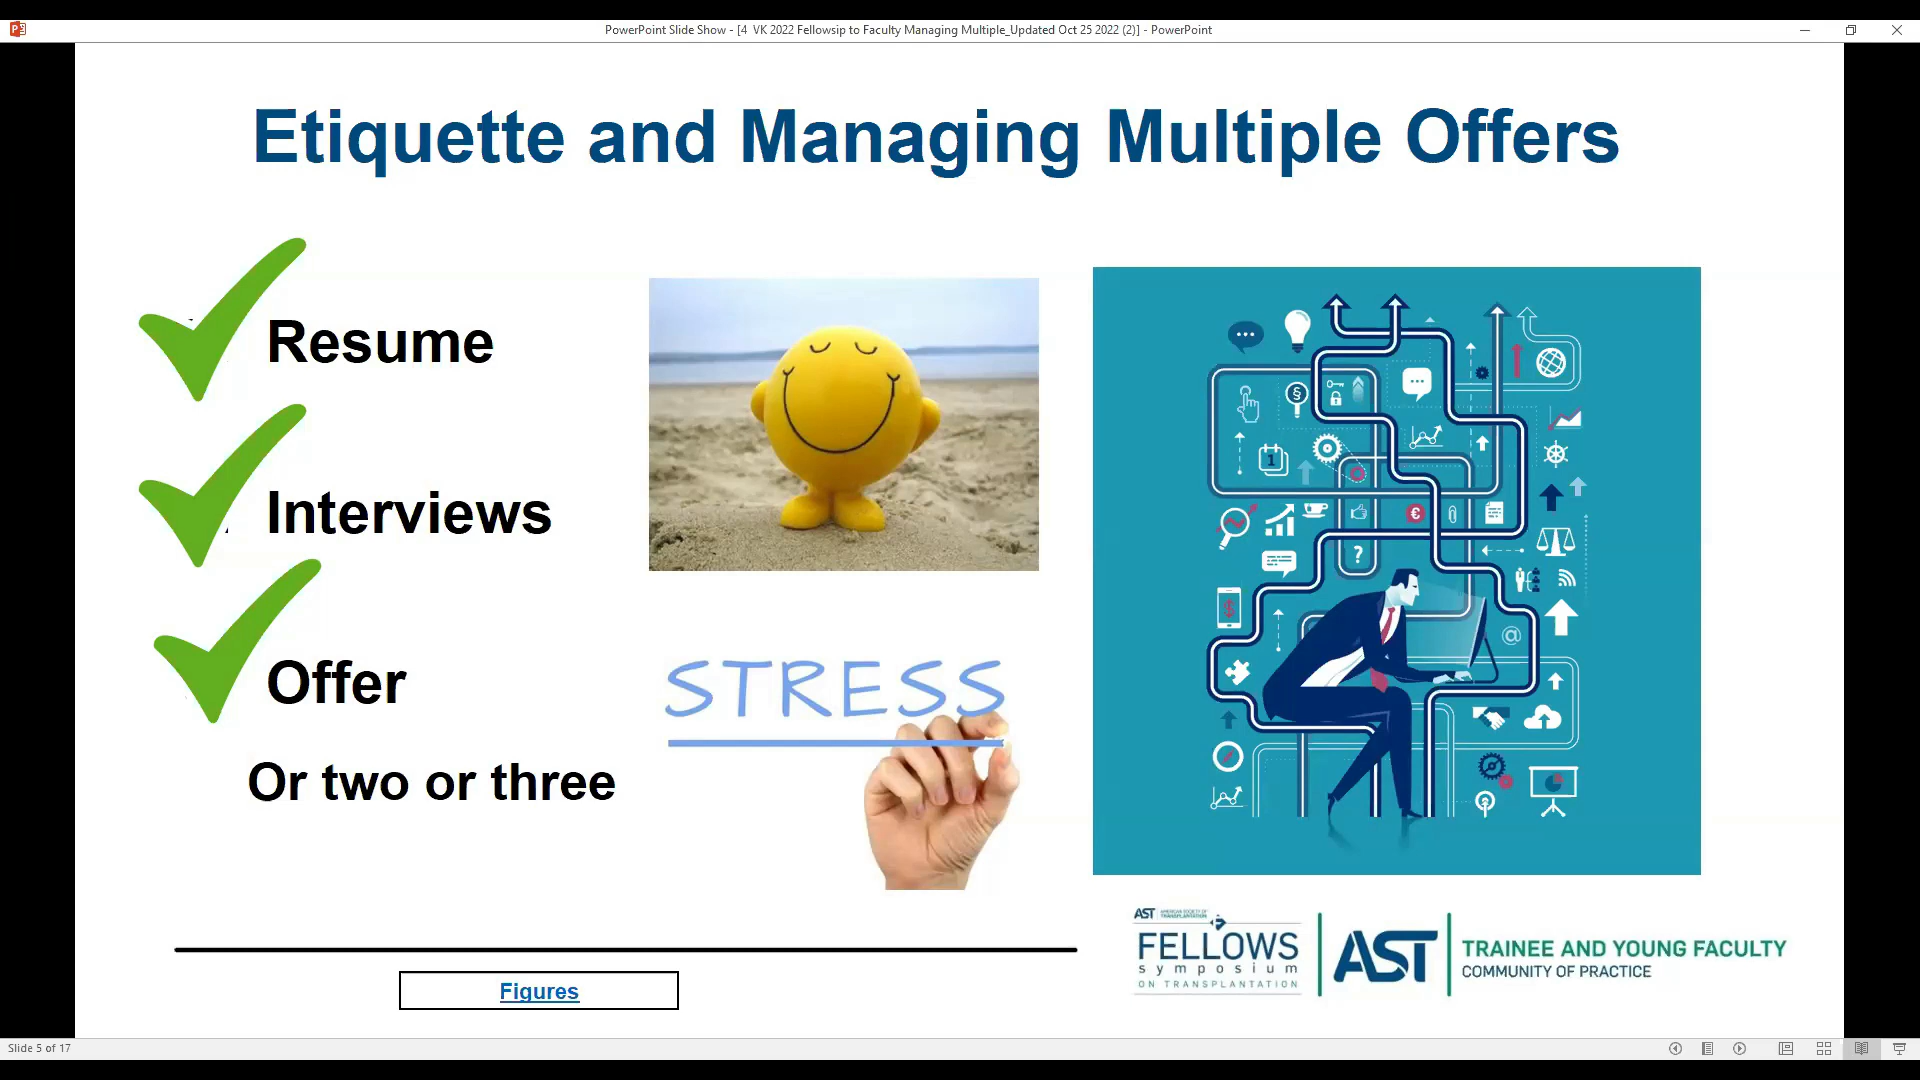 PowerPoint Slide Show - [4  VK 2022 Fellowsip to Faculty Managing Multiple_Updated Oct 25 2022 (2)] - PowerPoint
Etiquette and Managing Multiple Offers
Resume
Interviews
Offer
Or two or three
STRESS
1
§
€
?
$
@
Figures
AST AMERICAN SOCIETY OF TRANSPLANTATION
FELLOWS
symposium
ON TRANSPLANTATION
AST
TRAINEE AND YOUNG FACULTY
COMMUNITY OF PRACTICE
Slide 5 of 17